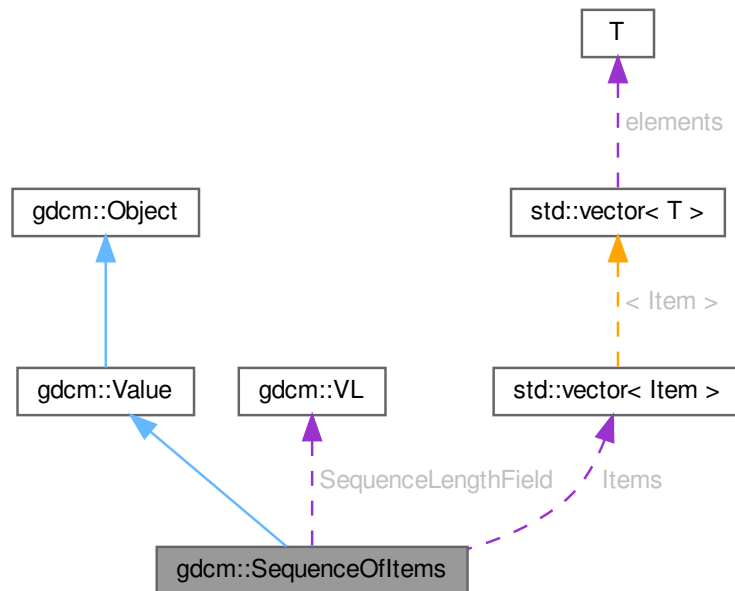 T
elements
gdcm::Object
std::vector< T >
< Item >
gdcm::Value
gdcm::VL
std::vector< Item >
SequenceLengthField
Items
gdcm::SequenceOfItems